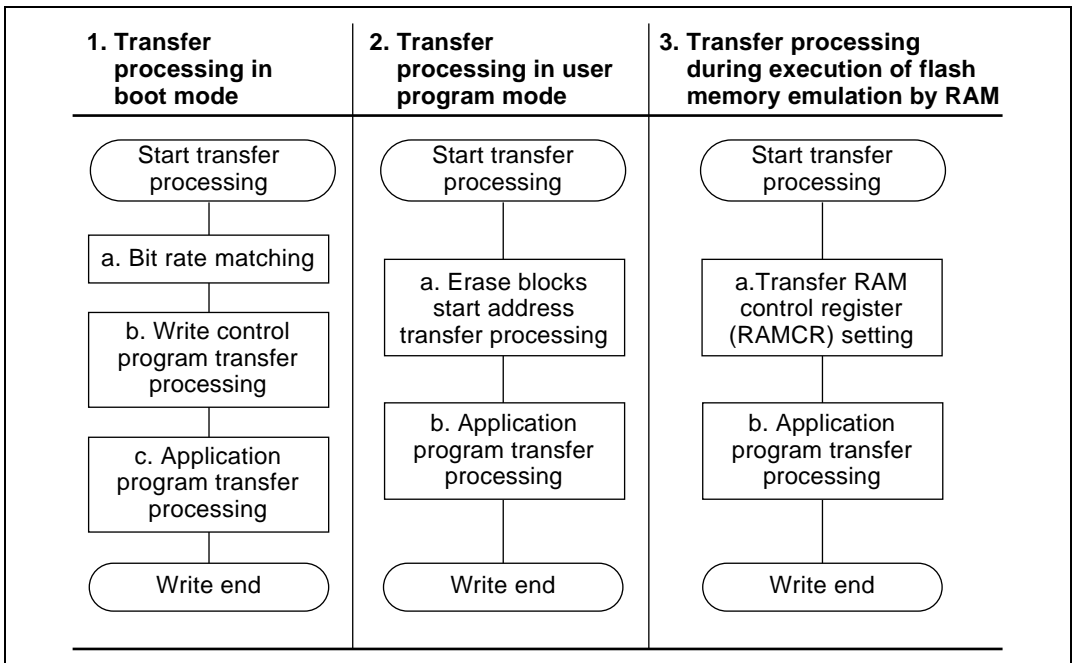 1. Transfer
processing in
boot mode
2. Transfer
processing in user
program mode
3. Transfer processing
during execution of flash
memory emulation by RAM
Start transfer
processing
a. Bit rate matching
b. Write control
program transfer
processing
c. Application
program transfer
processing
Write end
Start transfer
processing
a. Erase blocks
start address
transfer processing
b. Application
program transfer
processing
Write end
Start transfer
processing
a.Transfer RAM
control register
(RAMCR) setting
b. Application
program transfer
processing
Write end